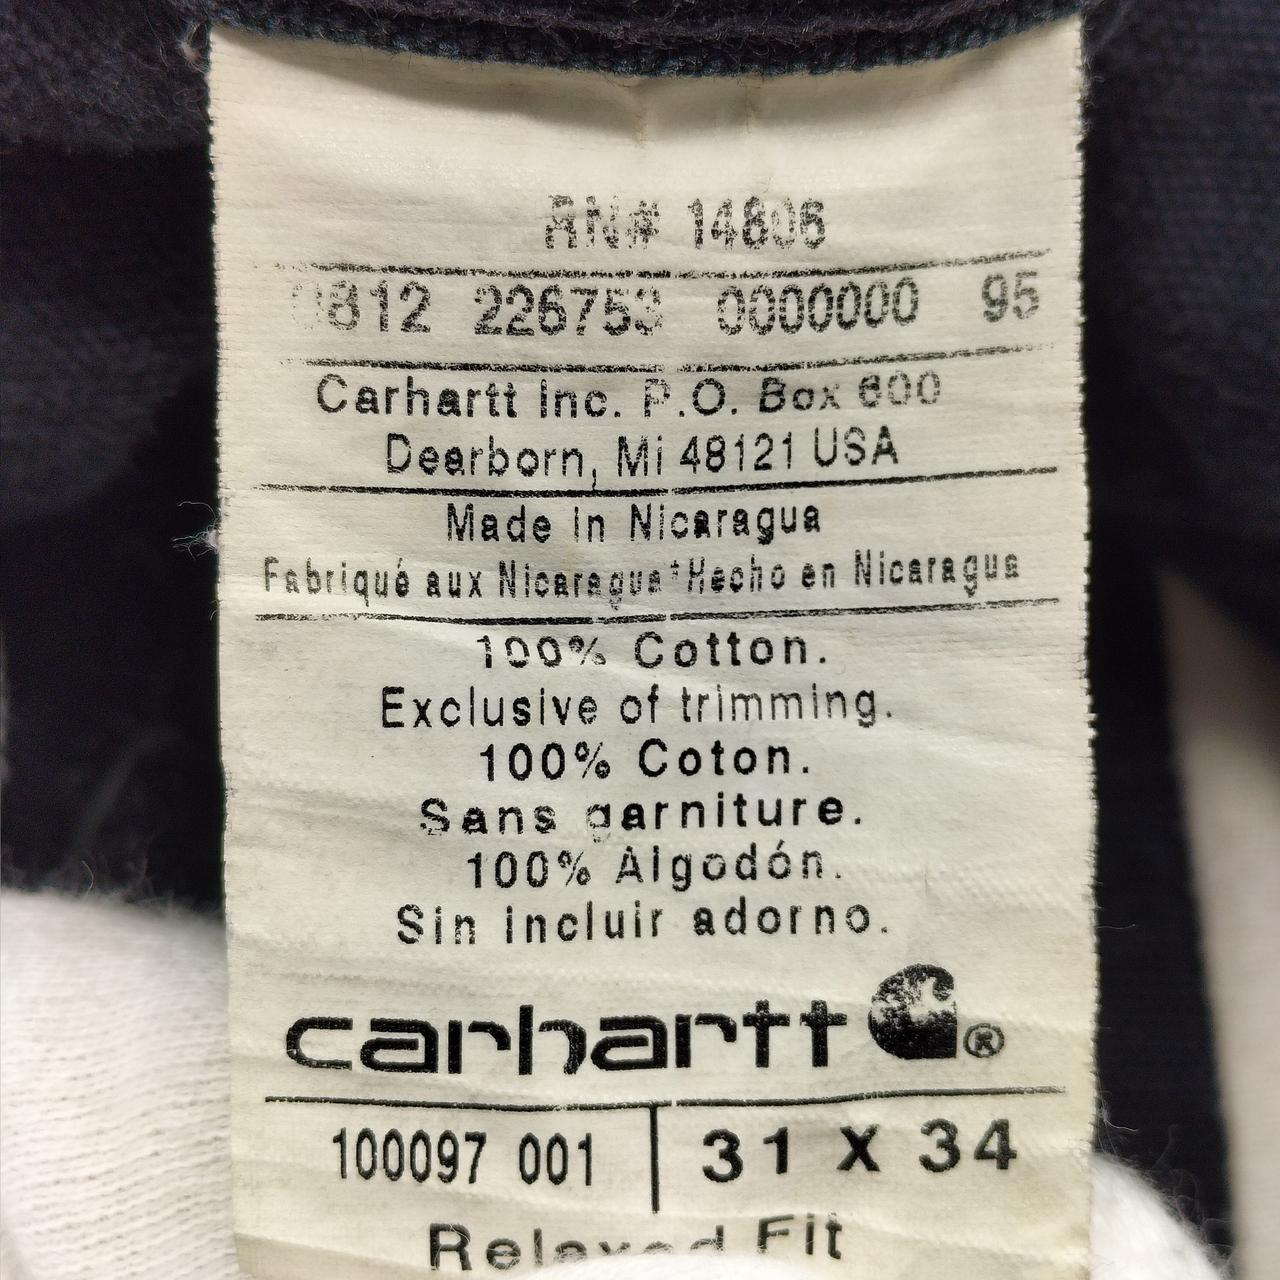 RN# 14806
0812 226753 0000000 95
Carhartt Inc. P.O. Box 600
Dearborn, Mi 48121 USA
Made in Nicaragua
Fabriqué aux Nicaragua*Hecho en Nicaragua
100% Cotton.
Exclusive of trimming.
100% Coton.
Sans garniture.
100% Algodón.
Sin incluir adorno.
carhartt ®
100097 001 31 X 34
Relaxed Fit